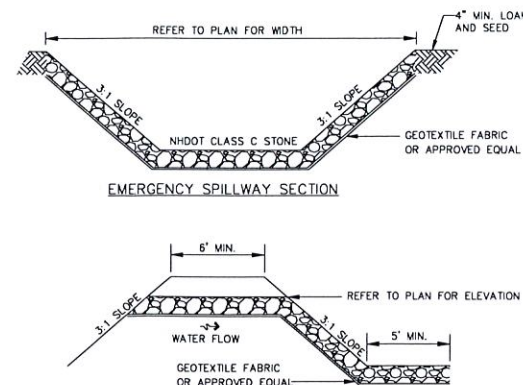 REFER TO PLAN FOR WIDTH
4" MIN. LOAM
AND SEED
3:1 SLOPE
3:1 SLOPE
NHDOT CLASS C STONE
GEOTEXTILE FABRIC
OR APPROVED EQUAL
EMERGENCY SPILLWAY SECTION
6' MIN.
REFER TO PLAN FOR ELEVATION
3:1 SLOPE
3:1 SLOPE
5' MIN.
WATER FLOW
GEOTEXTILE FABRIC
OR APPROVED EQUAL